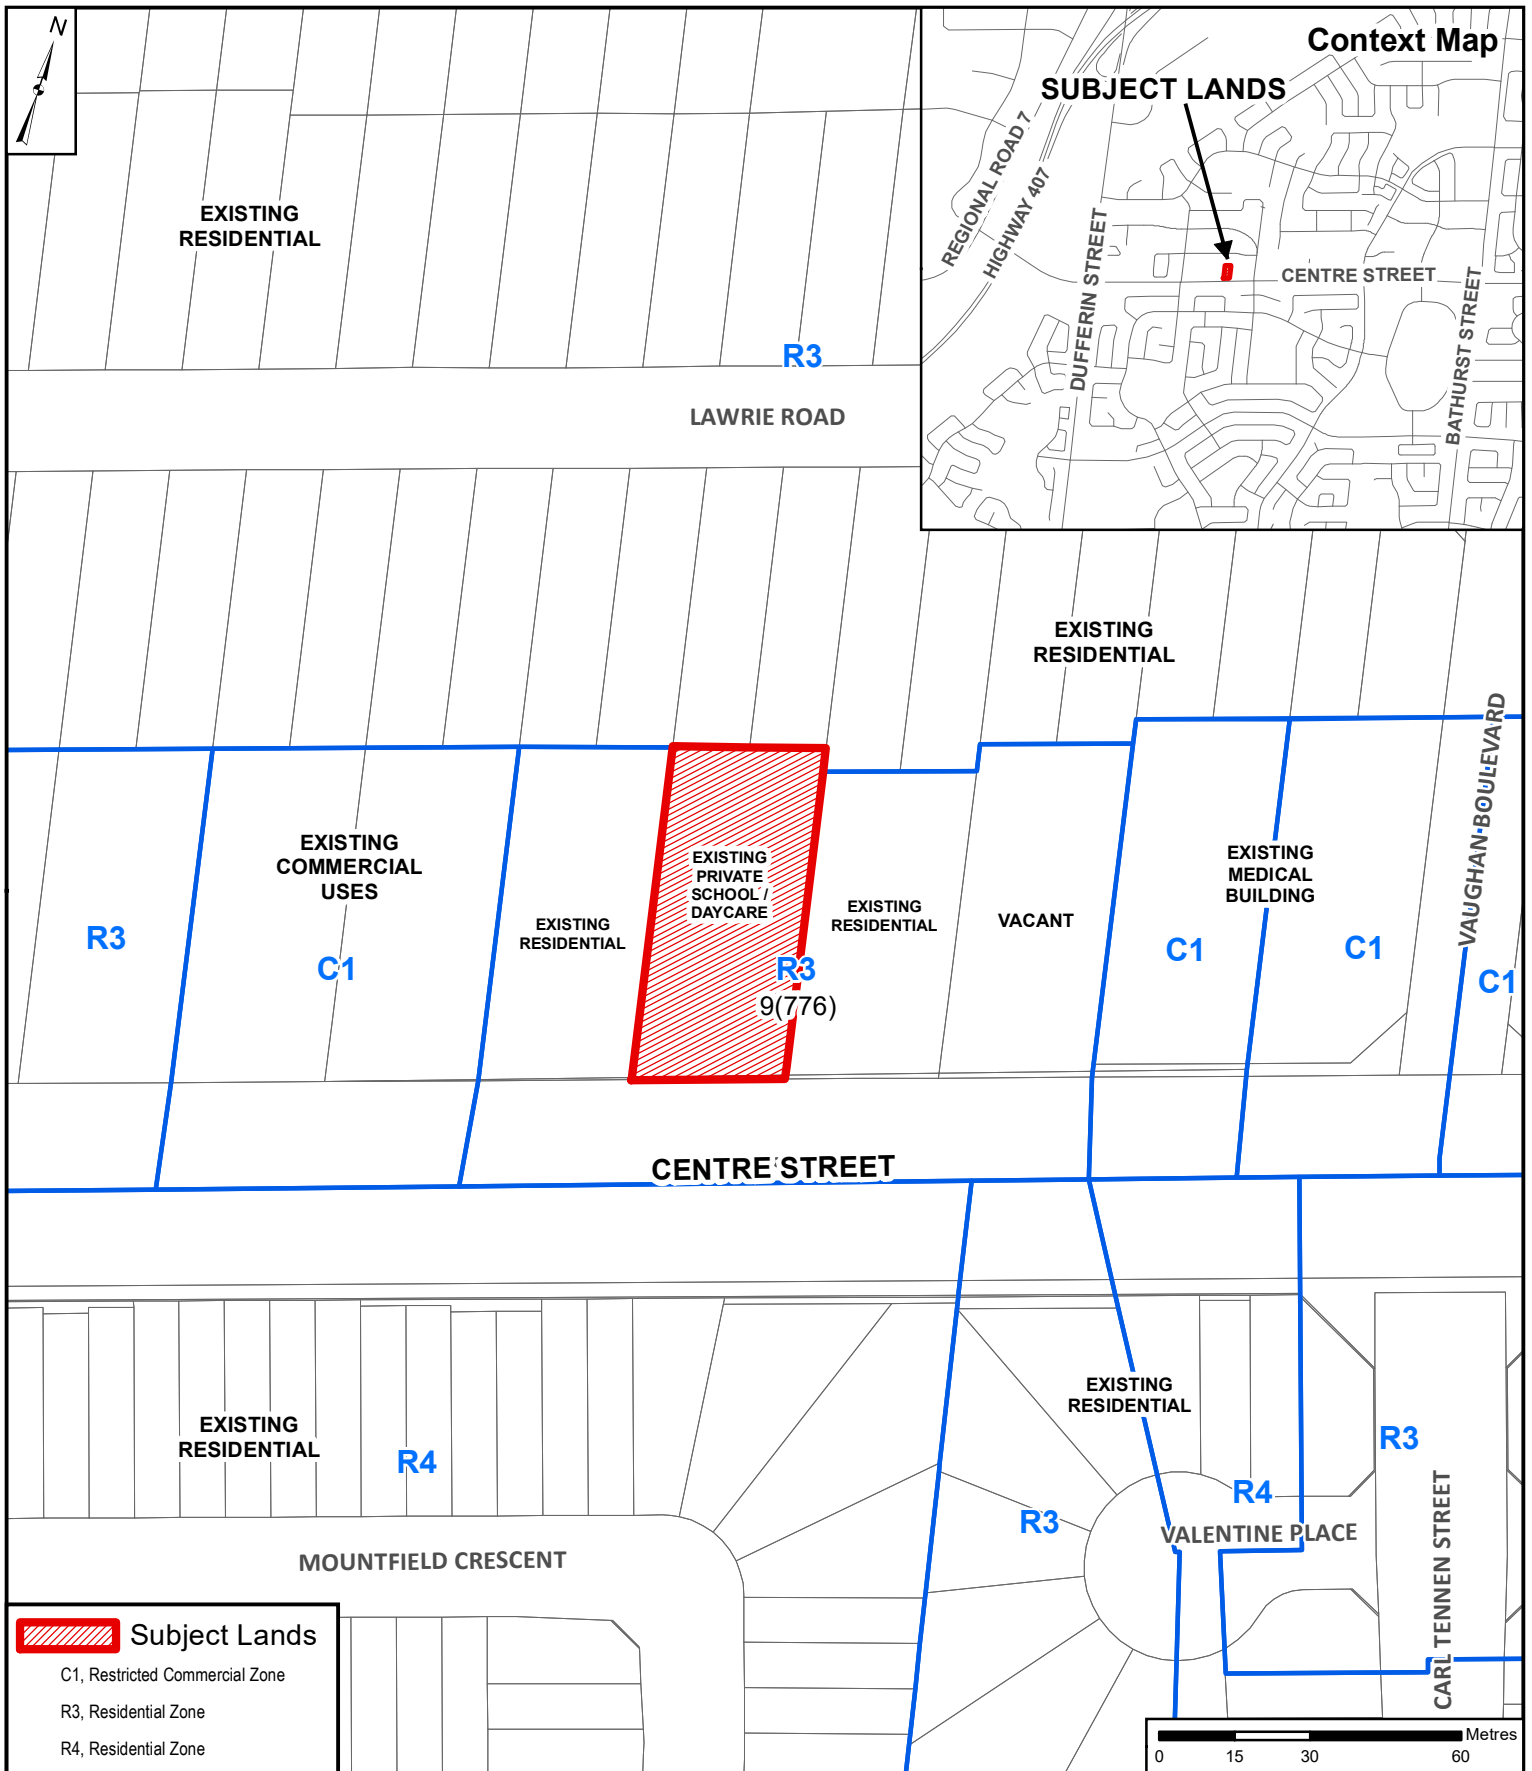 N
Context Map
SUBJECT LANDS
REGIONAL ROAD 7
HIGHWAY 407
DUFFERIN STREET
CENTRE STREET
BATHURST STREET
EXISTING
RESIDENTIAL
R3
LAWRIE ROAD
EXISTING
RESIDENTIAL
VAUGHAN BOULEVARD
EXISTING
COMMERCIAL
USES
EXISTING
PRIVATE
SCHOOL /
DAYCARE
EXISTING
MEDICAL
BUILDING
EXISTING
RESIDENTIAL
EXISTING
RESIDENTIAL
VACANT
R3
C1
R3
9(776)
C1
C1
C1
CENTRE STREET
EXISTING
RESIDENTIAL
EXISTING
RESIDENTIAL
R4
R3
R4
R3
VALENTINE PLACE
MOUNTFIELD CRESCENT
CARL TENNEN STREET
Subject Lands
C1, Restricted Commercial Zone
R3, Residential Zone
R4, Residential Zone
Metres
0 15 30 60